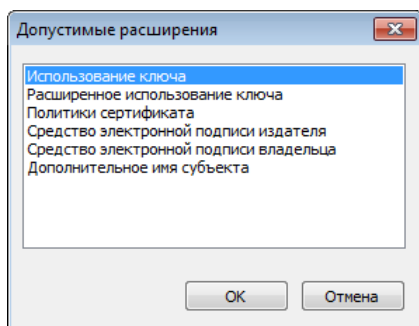 Допустимые расширения
Использование ключа
Расширенное использование ключа
Политики сертификата
Средство электронной подписи издателя
Средство электронной подписи владельца
Дополнительное имя субъекта
ОК
Отмена